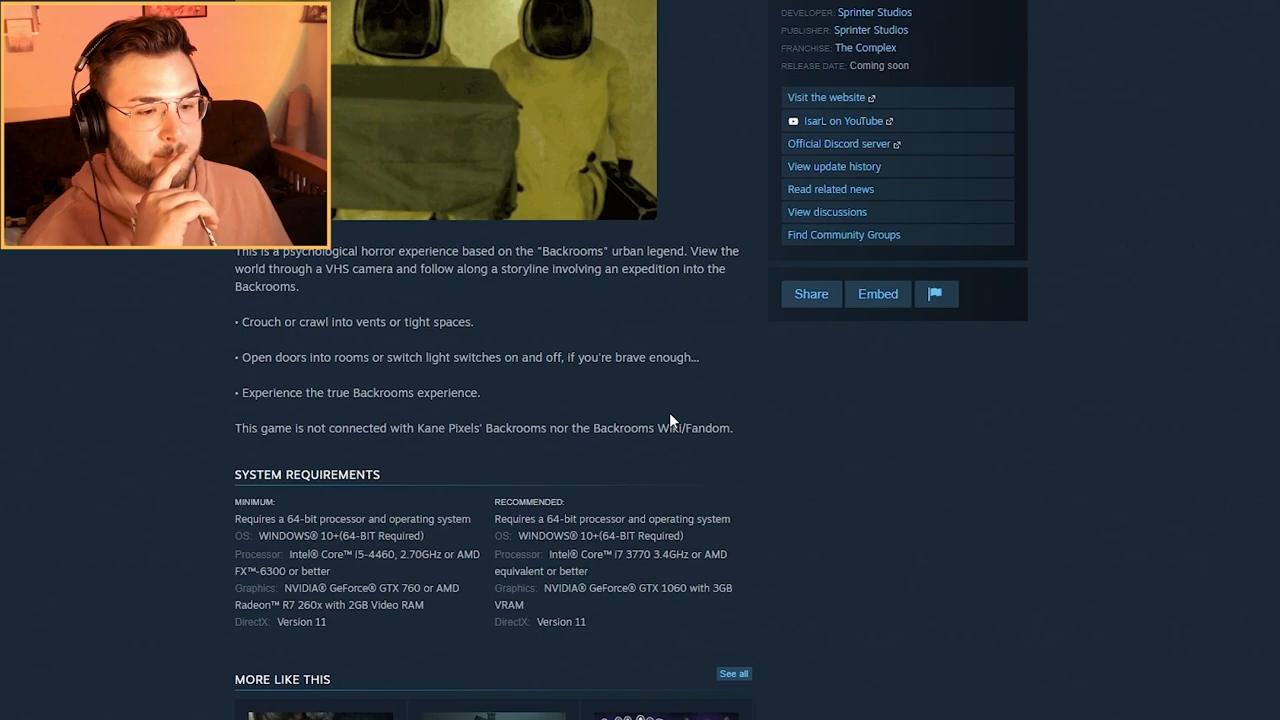 DEVELOPER: Sprinter Studios
PUBLISHER: Sprinter Studios
FRANCHISE: The Complex
RELEASE DATE: Coming soon
Visit the website
IsarL on YouTube
Official Discord server
View update history
Read related news
View discussions
Find Community Groups
Share
Embed
This is a psychological horror experience based on the "Backrooms" urban legend. View the
world through a VHS camera and follow along a storyline involving an expedition into the
Backrooms.
• Crouch or crawl into vents or tight spaces.
• Open doors into rooms or switch light switches on and off, if you're brave enough...
• Experience the true Backrooms experience.
This game is not connected with Kane Pixels' Backrooms nor the Backrooms Wiki/Fandom.
SYSTEM REQUIREMENTS
MINIMUM:
Requires a 64-bit processor and operating system
OS: WINDOWS® 10+(64-BIT Required)
Processor: Intel® Core™ i5-4460, 2.70GHz or AMD
FX™-6300 or better
Graphics: NVIDIA® GeForce® GTX 760 or AMD
Radeon™ R7 260x with 2GB Video RAM
DirectX: Version 11
RECOMMENDED:
Requires a 64-bit processor and operating system
OS: WINDOWS® 10+(64-BIT Required)
Processor: Intel® Core™ i7 3770 3.4GHz or AMD
equivalent or better
Graphics: NVIDIA® GeForce® GTX 1060 with 3GB
VRAM
DirectX: Version 11
MORE LIKE THIS
See all